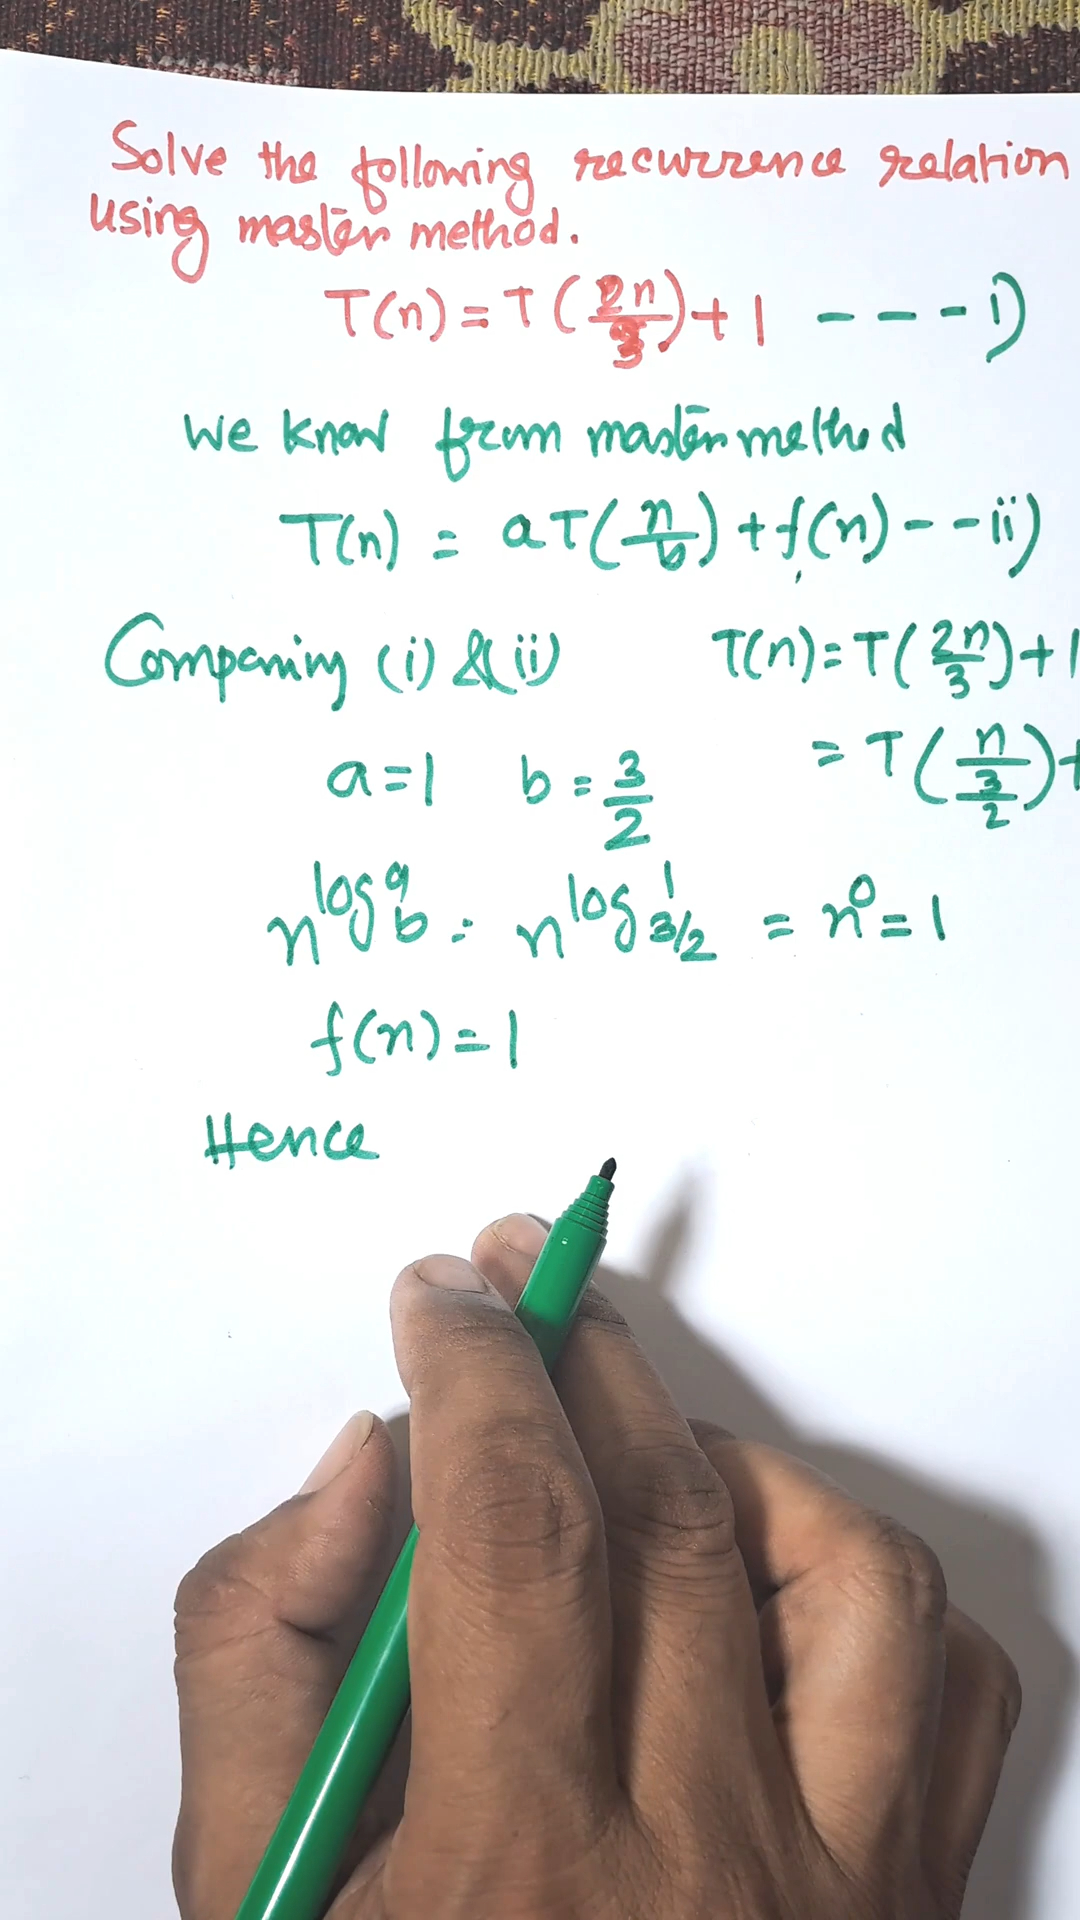 Solve the following recurrence relation
using master method.
T(n) = T(2n/3) + 1 - - - i)
We know from master method
T(n) = aT(n/b) + f(n) - - ii)
Comparing (i) & (ii) T(n) = T(2n/3) + 1
= T(n/(3/2)) +
a = 1 b = 3/2
n^log_b a = n^log_3/2 1 = n^0 = 1
f(n) = 1
Hence